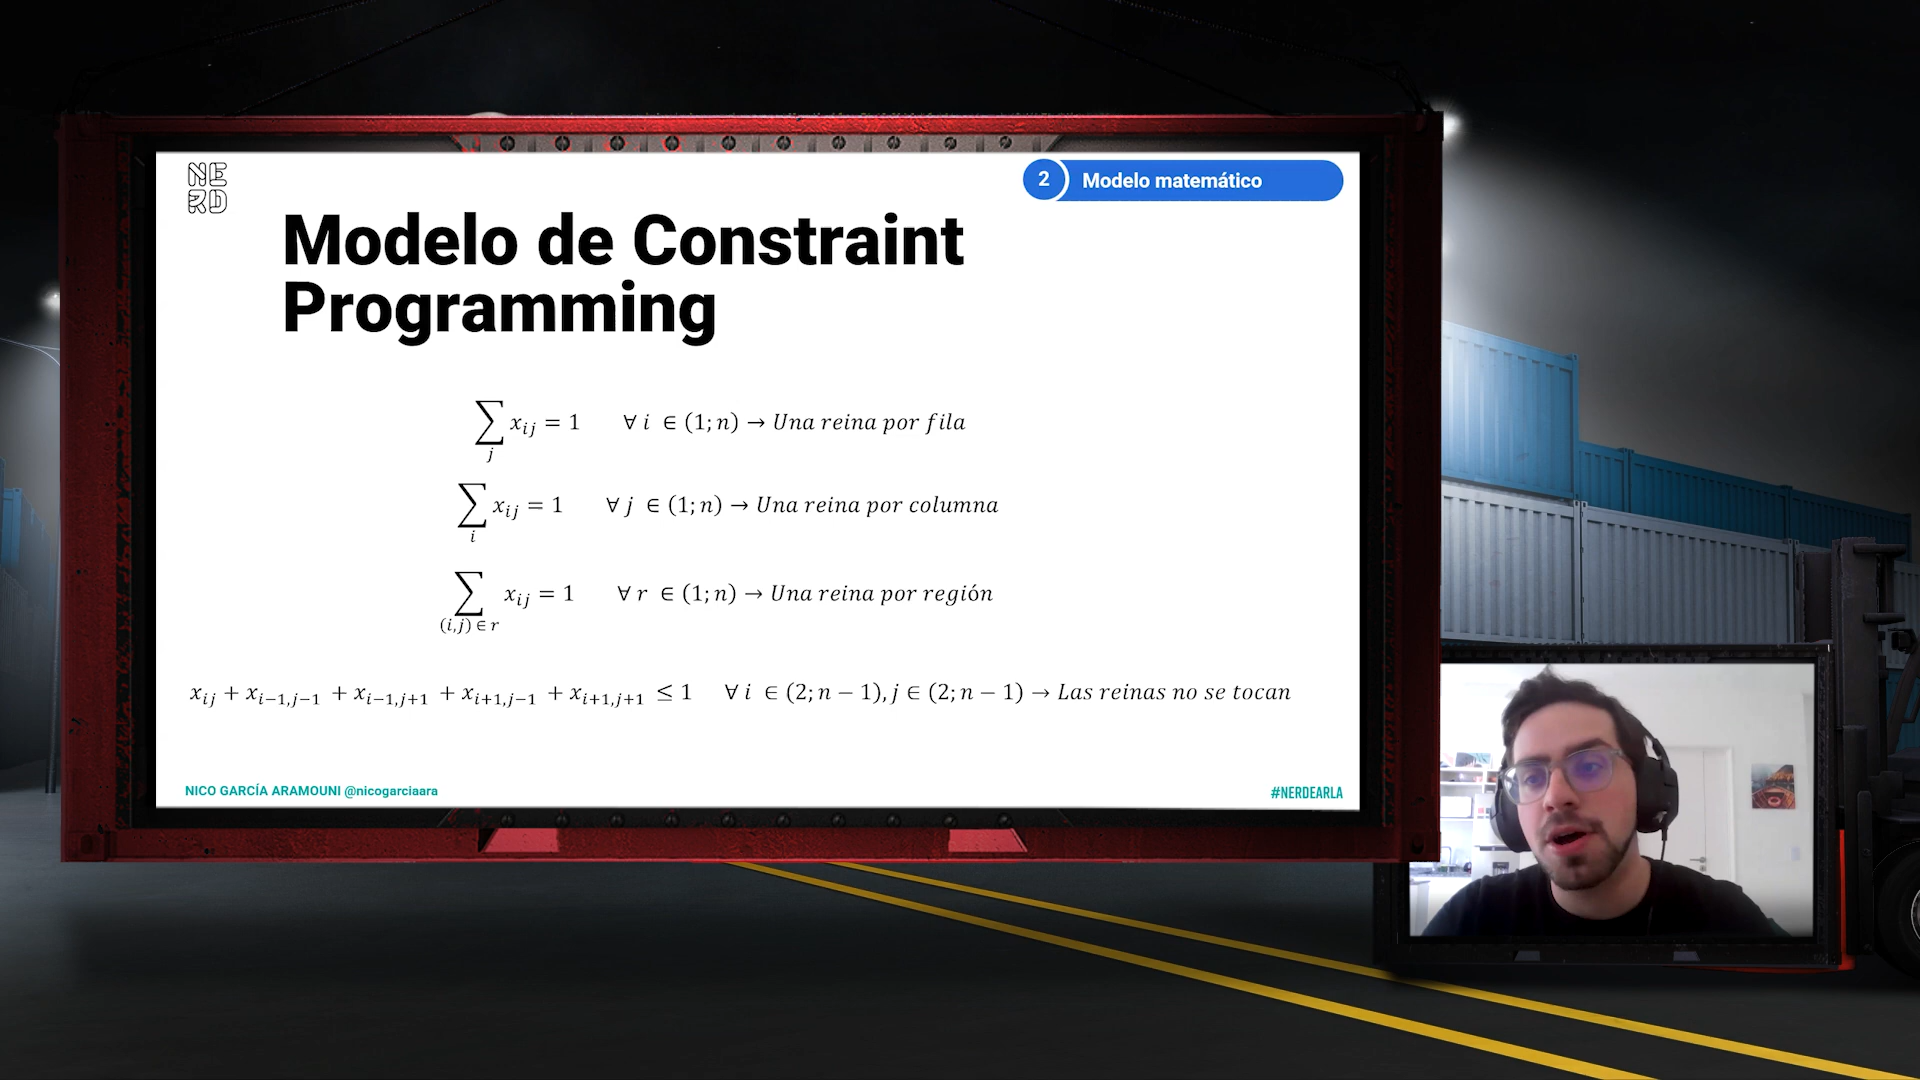 NE
RD
2 Modelo matemático
Modelo de Constraint
Programming
∑_j x_ij = 1 ∀ i ∈ (1; n) → Una reina por fila
∑_i x_ij = 1 ∀ j ∈ (1; n) → Una reina por columna
∑_(i,j)∈r x_ij = 1 ∀ r ∈ (1; n) → Una reina por región
x_ij + x_i−1,j−1 + x_i−1,j+1 + x_i+1,j−1 + x_i+1,j+1 ≤ 1 ∀ i ∈ (2; n − 1), j ∈ (2; n − 1) → Las reinas no se tocan
NICO GARCÍA ARAMOUNI @nicogarciaara
#NERDEARLA